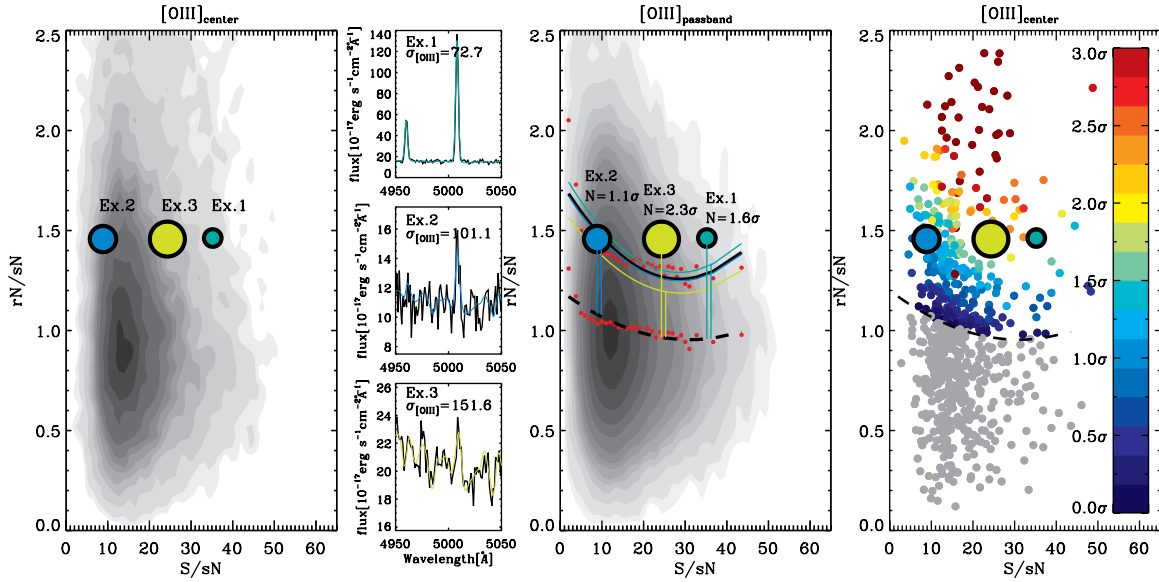 [OIII]center
2.5
2.0
1.5
1.0
0.5
0.0
rN/sN
Ex.2 Ex.3 Ex.1
0 10 20 30 40 50 60
S/sN
140
120
100
80
60
40
20
0
flux[10⁻¹⁷erg s⁻¹cm⁻²Å⁻¹]
Ex.1
σ[OIII]=72.7
4950 5000 5050
16
14
12
10
8
flux[10⁻¹⁷erg s⁻¹cm⁻²Å⁻¹]
Ex.2
σ[OIII]=101.1
4950 5000 5050
26
24
22
20
18
16
flux[10⁻¹⁷erg s⁻¹cm⁻²Å⁻¹]
Ex.3
σ[OIII]=151.6
4950 5000 5050
Wavelength[Å]
[OIII]passband
2.5
2.0
1.5
1.0
0.5
0.0
rN/sN
Ex.2
N=1.1σ
Ex.3
N=2.3σ
Ex.1
N=1.6σ
0 10 20 30 40 50 60
S/sN
[OIII]center
2.5
2.0
1.5
1.0
0.5
0.0
rN/sN
0 10 20 30 40 50 60
S/sN
3.0σ
2.5σ
2.0σ
1.5σ
1.0σ
0.5σ
0.0σ